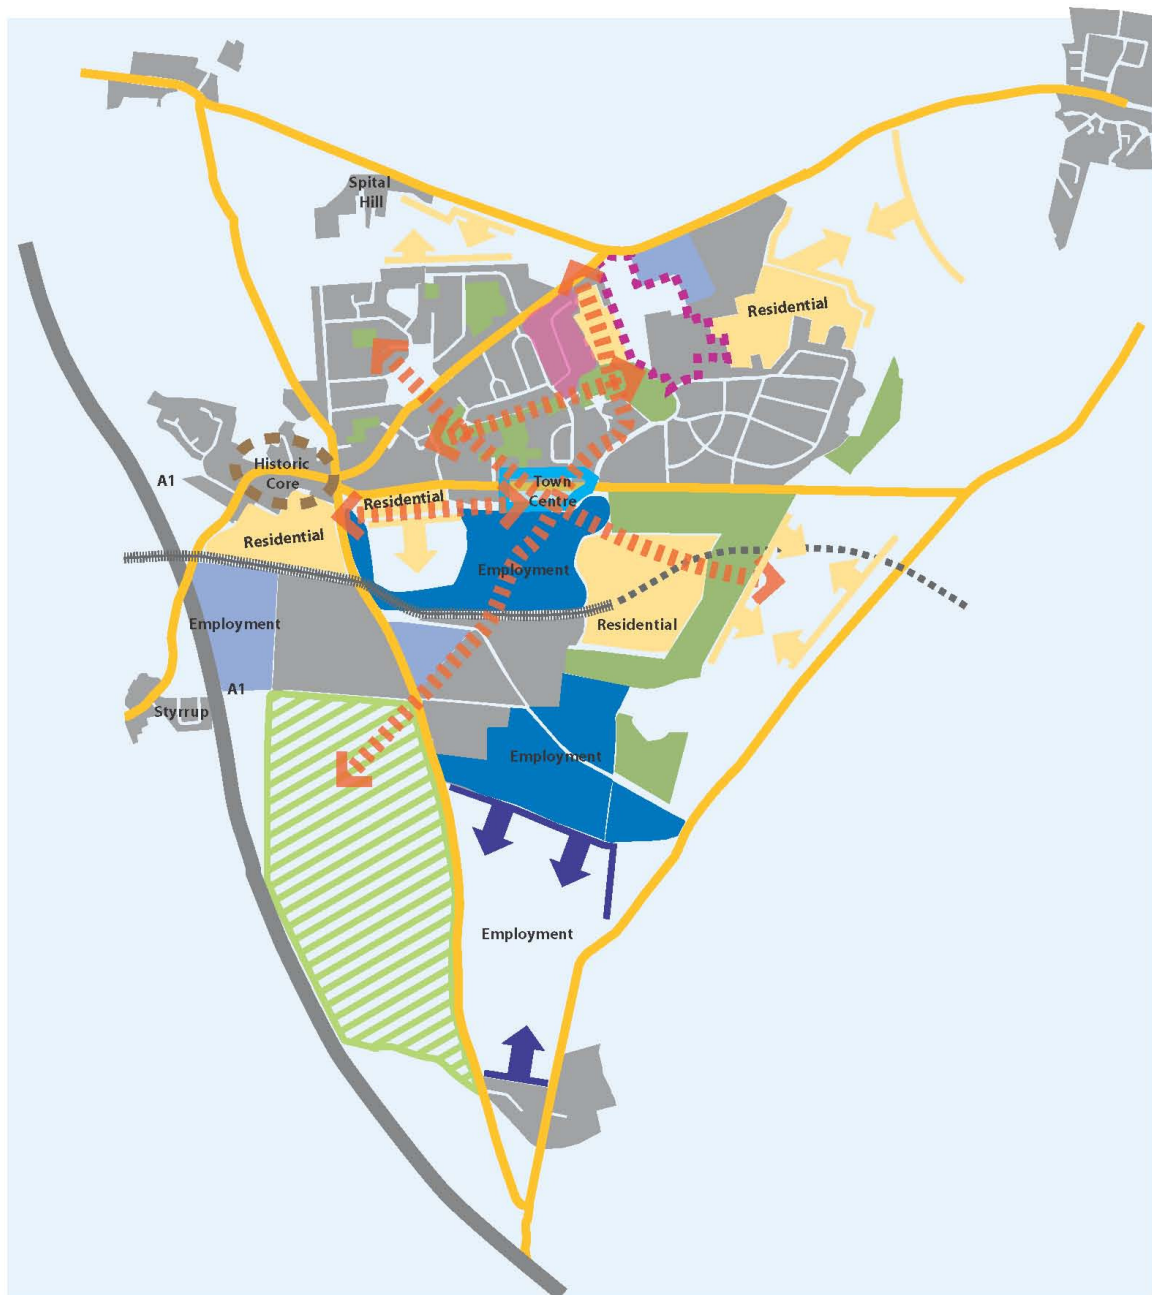 Spital
Hill
Residential
Historic
Core
A1
Town
Centre
Residential
Residential
Employment
Employment
Residential
A1
Styrrup
Employment
Employment